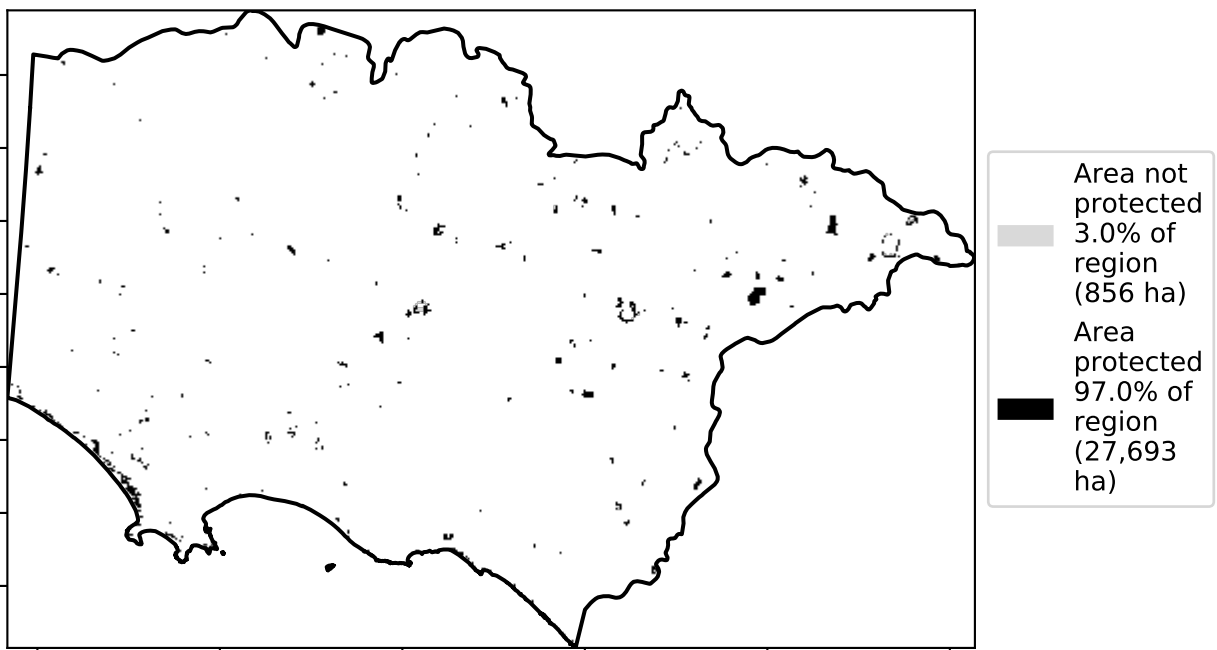 Area not
protected
3.0% of
region
(856 ha)
Area
protected
97.0% of
region
(27,693
ha)